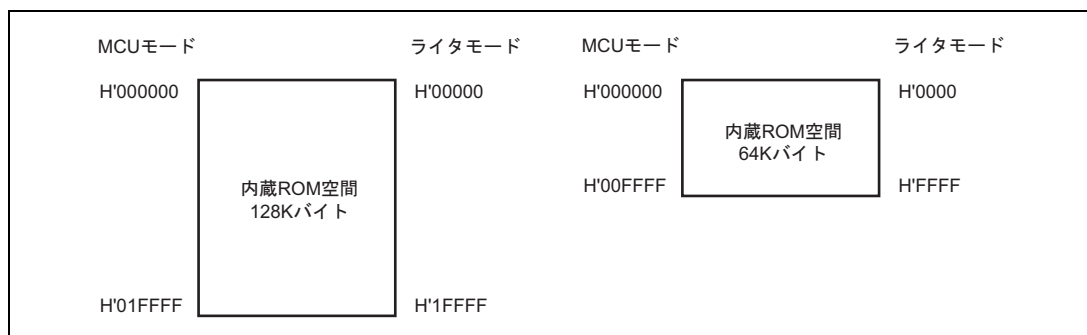 MCUモード
ライタモード
H'000000
H'00000
内蔵ROM空間
128Kバイト
H'01FFFF
H'1FFFF
MCUモード
ライタモード
H'000000
H'0000
内蔵ROM空間
64Kバイト
H'00FFFF
H'FFFF